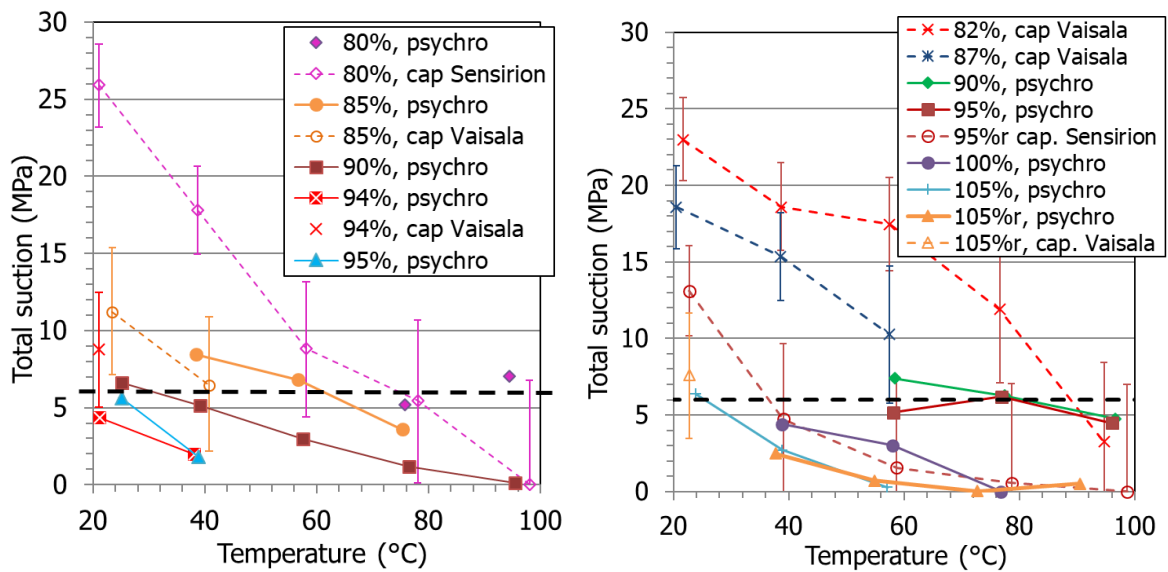 30
25
20
15
10
5
0
Total suction (MPa)
20
40
60
80
100
Temperature (°C)
80%, psychro
80%, cap Sensirion
85%, psychro
85%, cap Vaisala
90%, psychro
94%, psychro
94%, cap Vaisala
95%, psychro
30
25
20
15
10
5
0
Total sucction (MPa)
20
40
60
80
100
Temperature (°C)
82%, cap Vaisala
87%, cap Vaisala
90%, psychro
95%, psychro
95%r cap. Sensirion
100%, psychro
105%, psychro
105%r, psychro
105%r, cap. Vaisala